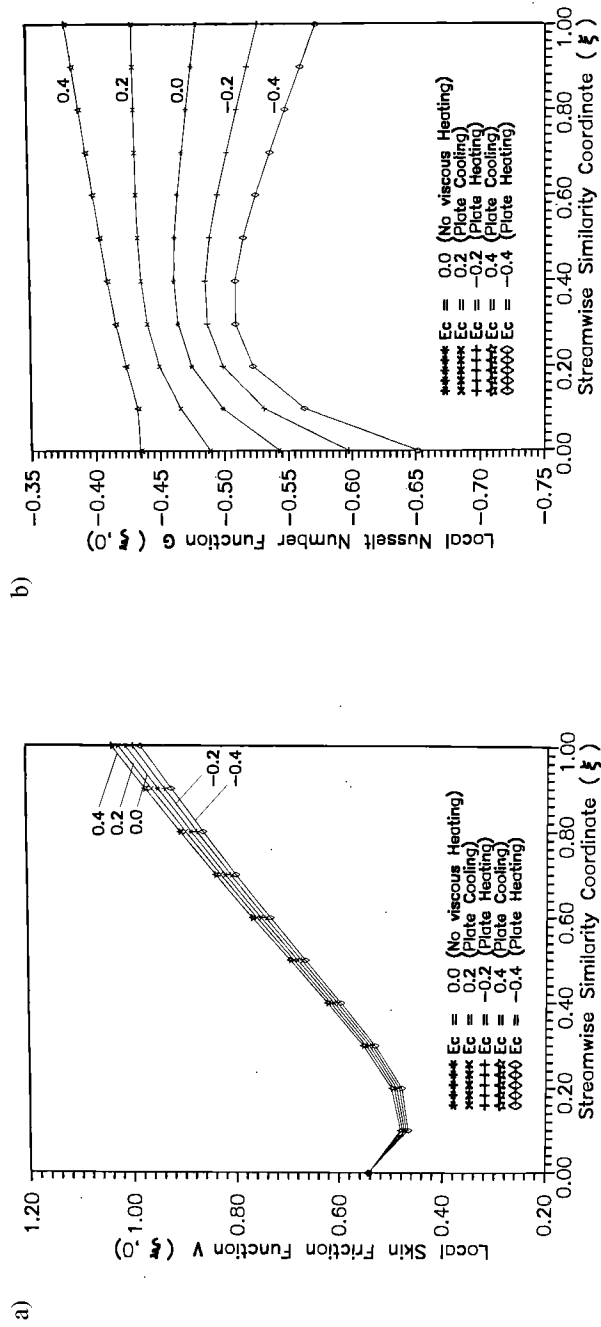 a)
1.20
1.00
0.80
0.60
0.40
0.20
Local Skin Friction Function V (ξ,0)
0.4
0.2
0.0
-0.2
-0.4
***** Ec = 0.0 (No viscous Heating)
××××× Ec = 0.2 (Plate Cooling)
+++++ Ec = -0.2 (Plate Heating)
☆☆☆☆☆ Ec = 0.4 (Plate Cooling)
◊◊◊◊◊ Ec = -0.4 (Plate Heating)
0.00 0.20 0.40 0.60 0.80 1.00
Streamwise Similarity Coordinate (ξ)
b)
-0.35
-0.40
-0.45
-0.50
-0.55
-0.60
-0.65
-0.70
-0.75
Local Nusselt Number Function G (ξ,0)
0.4
0.2
0.0
-0.2
-0.4
***** Ec = 0.0 (No viscous Heating)
××××× Ec = 0.2 (Plate Cooling)
+++++ Ec = -0.2 (Plate Heating)
☆☆☆☆☆ Ec = 0.4 (Plate Cooling)
◊◊◊◊◊ Ec = -0.4 (Plate Heating)
0.00 0.20 0.40 0.60 0.80 1.00
Streamwise Similarity Coordinate (ξ)